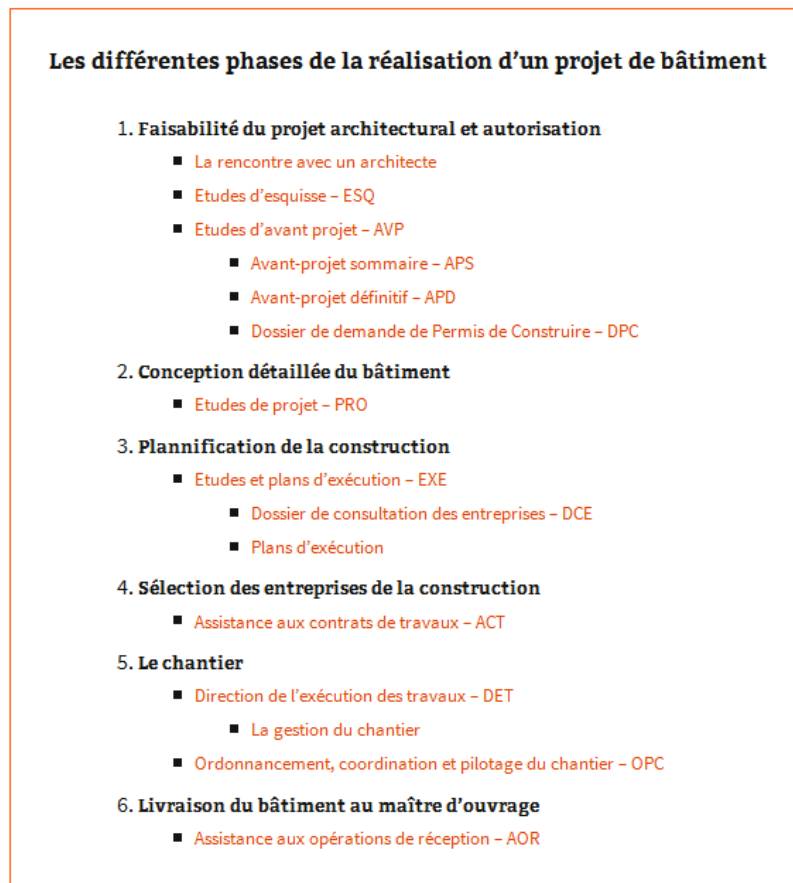 Les différentes phases de la réalisation d’un projet de bâtiment
1. Faisabilité du projet architectural et autorisation
■ La rencontre avec un architecte
■ Etudes d’esquisse – ESQ
■ Etudes d’avant projet – AVP
■ Avant-projet sommaire – APS
■ Avant-projet définitif – APD
■ Dossier de demande de Permis de Construire – DPC
2. Conception détaillée du bâtiment
■ Etudes de projet – PRO
3. Plannification de la construction
■ Etudes et plans d’exécution – EXE
■ Dossier de consultation des entreprises – DCE
■ Plans d’exécution
4. Sélection des entreprises de la construction
■ Assistance aux contrats de travaux – ACT
5. Le chantier
■ Direction de l’exécution des travaux – DET
■ La gestion du chantier
■ Ordonnancement, coordination et pilotage du chantier – OPC
6. Livraison du bâtiment au maître d’ouvrage
■ Assistance aux opérations de réception – AOR